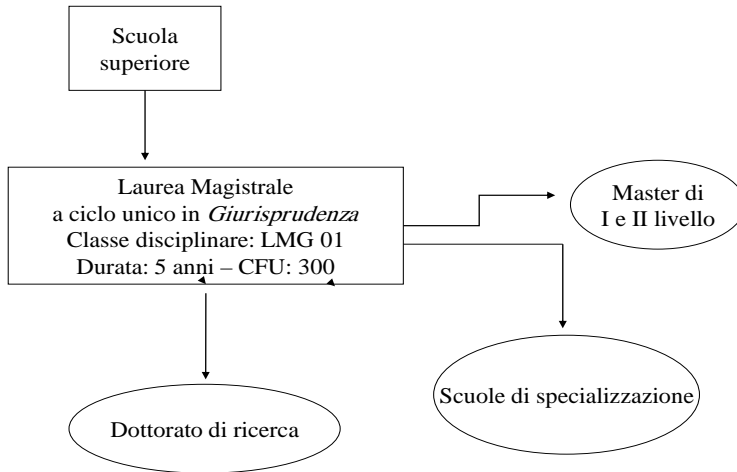 Scuola
superiore
Laurea Magistrale
a ciclo unico in Giurisprudenza
Classe disciplinare: LMG 01
Durata: 5 anni – CFU: 300
Master di
I e II livello
Scuole di specializzazione
Dottorato di ricerca